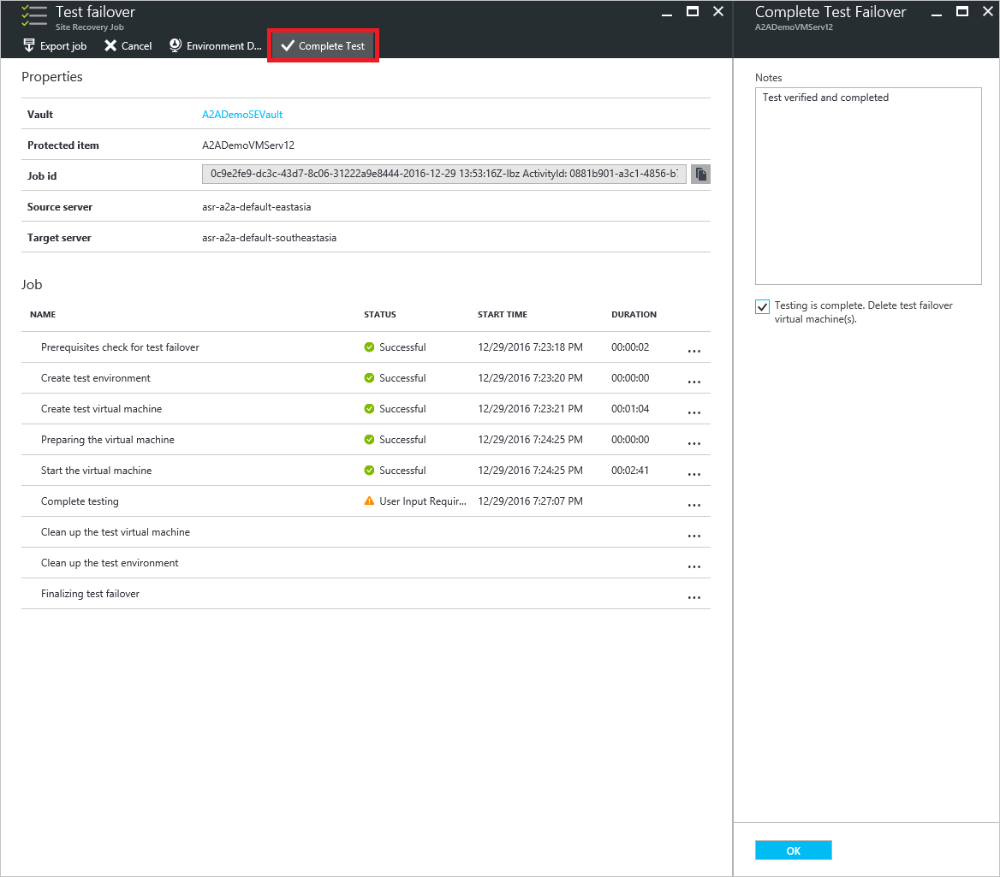 Test failover
Site Recovery Job
Export job Cancel Environment D... Complete Test
Properties
Vault A2ADemoSEVault
Protected item A2ADemoVMServ12
Job id 0c9e2fe9-dc3c-43d7-8c06-31222a9e8444-2016-12-29 13:53:16Z-Ibz ActivityId: 0881b901-a3c1-4856-b7
Source server asr-a2a-default-eastasia
Target server asr-a2a-default-southeastasia
Job
NAME STATUS START TIME DURATION
Prerequisites check for test failover Successful 12/29/2016 7:23:18 PM 00:00:02 ...
Create test environment Successful 12/29/2016 7:23:20 PM 00:00:00 ...
Create test virtual machine Successful 12/29/2016 7:23:21 PM 00:01:04 ...
Preparing the virtual machine Successful 12/29/2016 7:24:25 PM 00:00:00 ...
Start the virtual machine Successful 12/29/2016 7:24:25 PM 00:02:41 ...
Complete testing User Input Requir... 12/29/2016 7:27:07 PM ...
Clean up the test virtual machine ...
Clean up the test environment ...
Finalizing test failover ...
Complete Test Failover
A2ADemoVMServ12
Notes
Test verified and completed
Testing is complete. Delete test failover
virtual machine(s).
OK